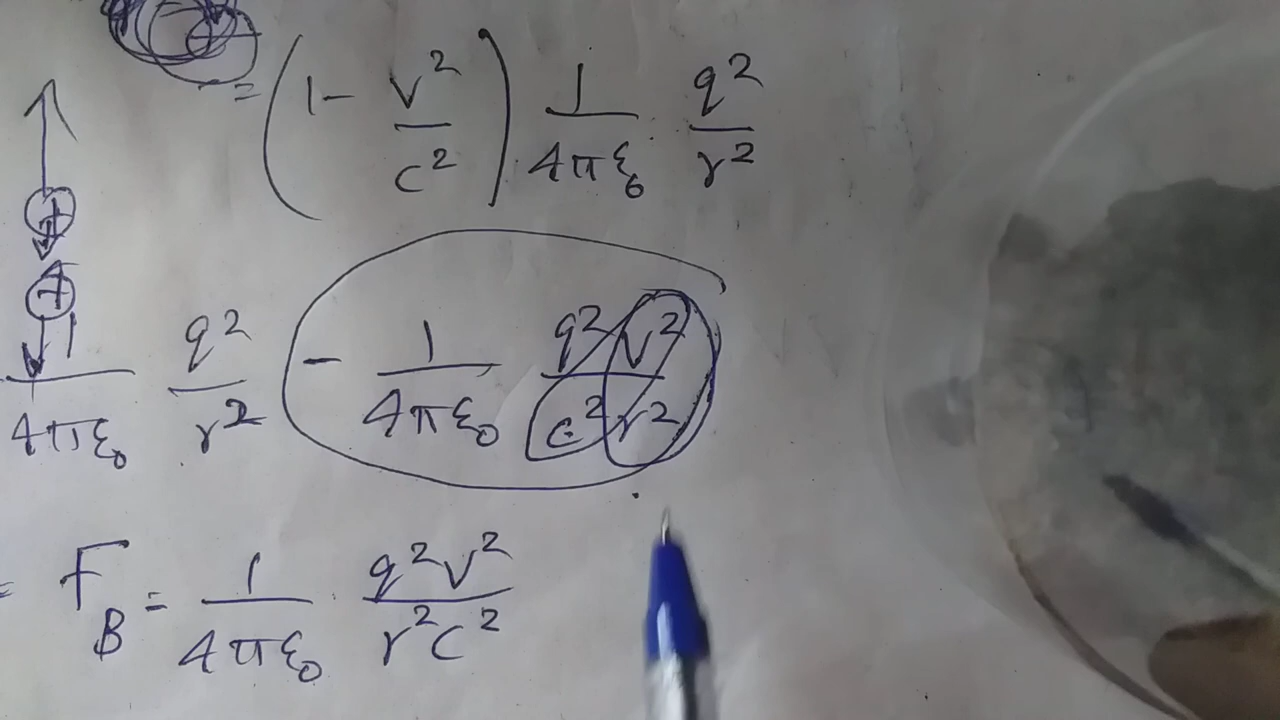 = (1 - v²/c²) 1/4πε₀ q²/r²
+
+
1/4πε₀ q²/r² - 1/4πε₀ q²v²/c²r²
= F_B = 1/4πε₀ · q²v²/r²c²